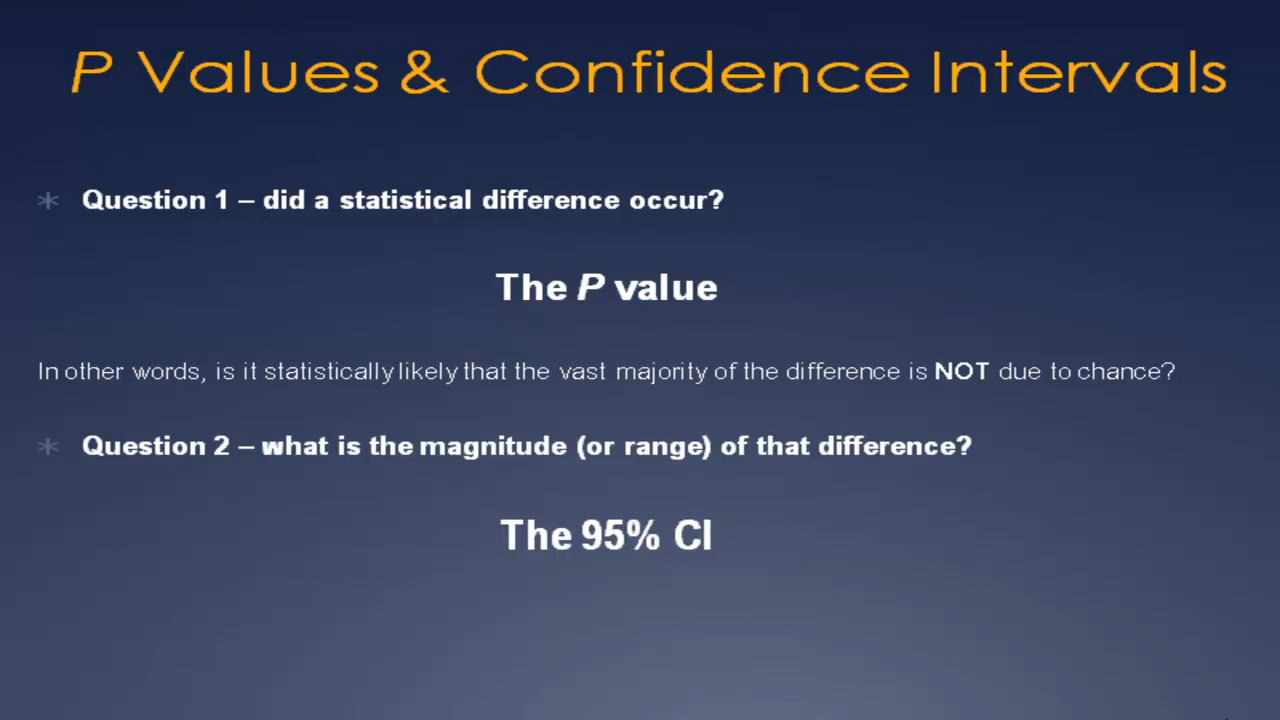 P Values & Confidence Intervals
* Question 1 – did a statistical difference occur?
The P value
In other words, is it statistically likely that the vast majority of the difference is NOT due to chance?
* Question 2 – what is the magnitude (or range) of that difference?
The 95% CI